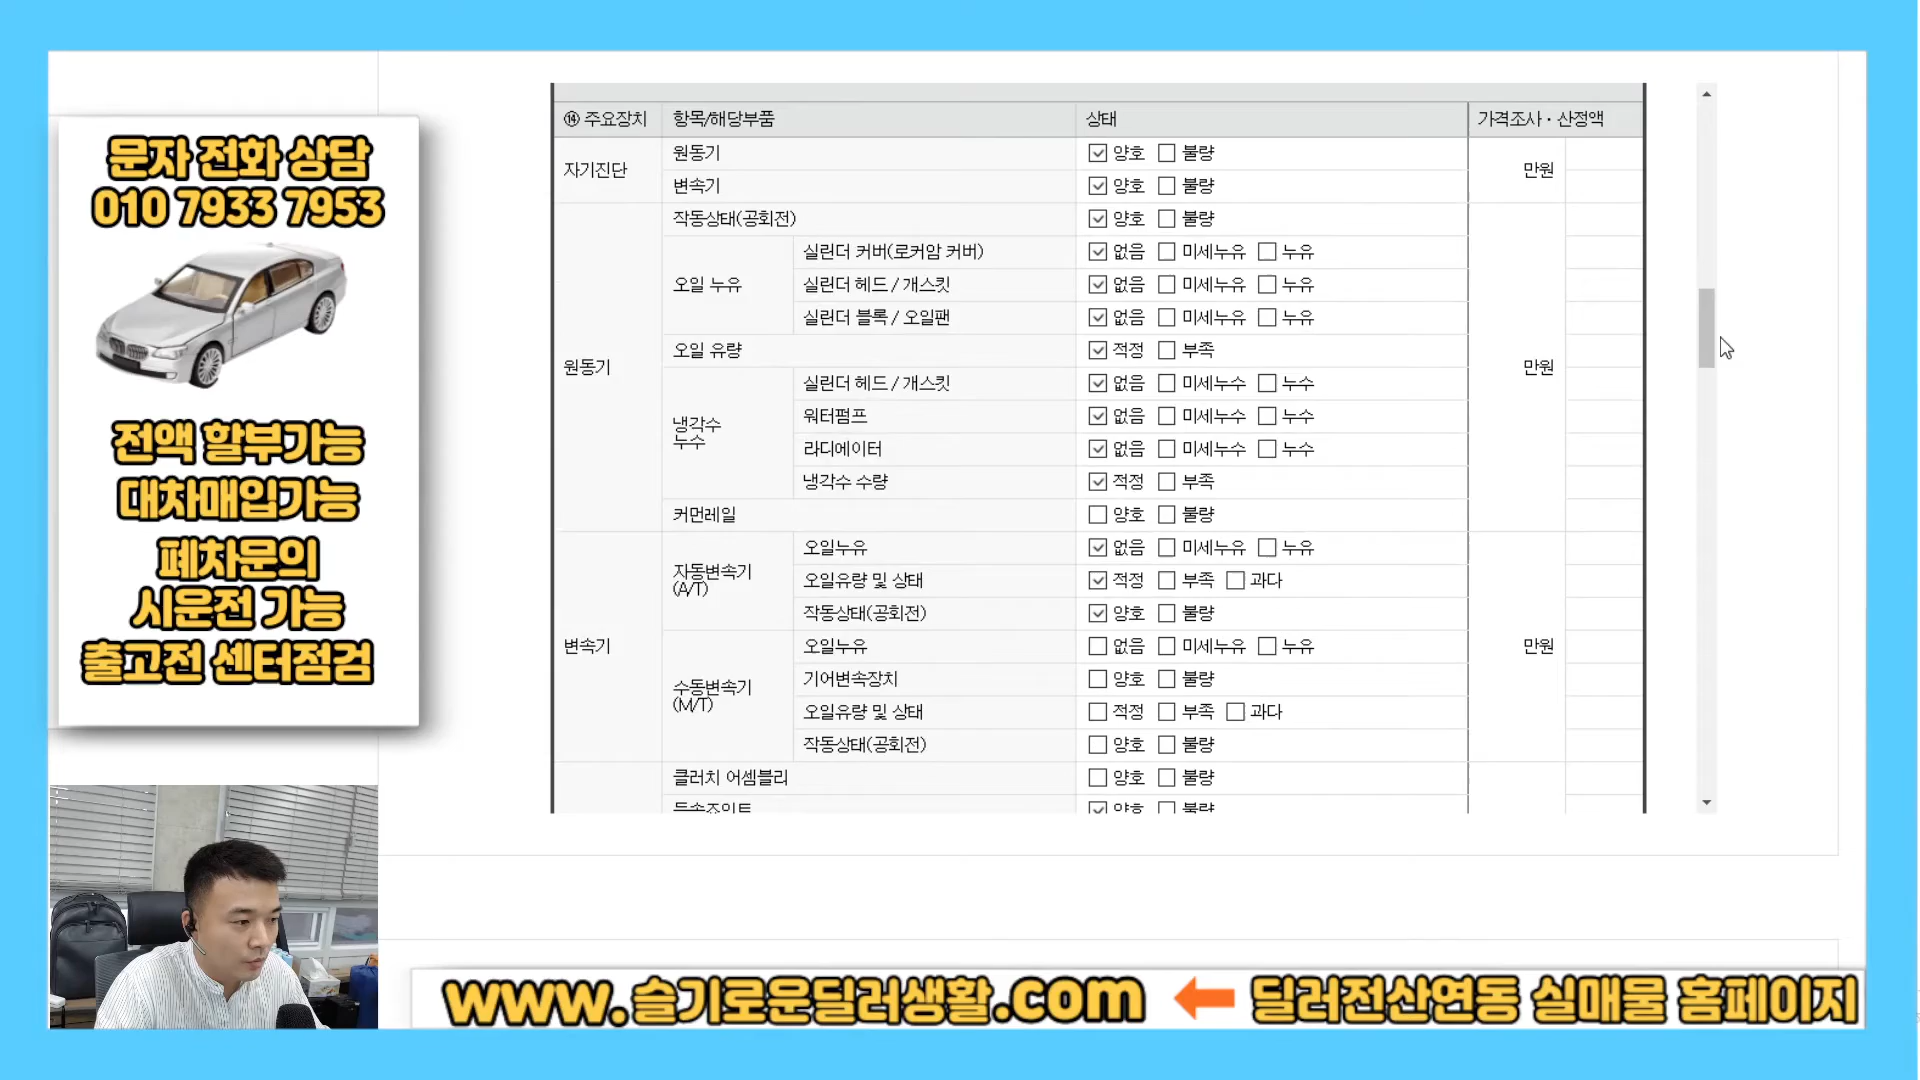 문자 전화 상담
010 7933 7953
전액 할부가능
대차매입가능
폐차문의
시운전 가능
출고전 센터점검
⑭ 주요장치 항목/해당부품 상태 가격조사·산정액
자기진단 원동기 양호 불량 만원
변속기 양호 불량
원동기 작동상태(공회전) 양호 불량 만원
오일 누유 실린더 커버(로커암 커버) 없음 미세누유 누유
실린더 헤드 / 개스킷 없음 미세누유 누유
실린더 블록 / 오일팬 없음 미세누유 누유
오일 유량 적정 부족
냉각수 누수 실린더 헤드 / 개스킷 없음 미세누수 누수
워터펌프 없음 미세누수 누수
라디에이터 없음 미세누수 누수
냉각수 수량 적정 부족
커먼레일 양호 불량
변속기 자동변속기 (A/T) 오일누유 없음 미세누유 누유 만원
오일유량 및 상태 적정 부족 과다
작동상태(공회전) 양호 불량
수동변속기 (M/T) 오일누유 없음 미세누유 누유
기어변속장치 양호 불량
오일유량 및 상태 적정 부족 과다
작동상태(공회전) 양호 불량
클러치 어셈블리 양호 불량
등속조인트 양호 불량
www.슬기로운딜러생활.com ← 딜러전산연동 실매물 홈페이지